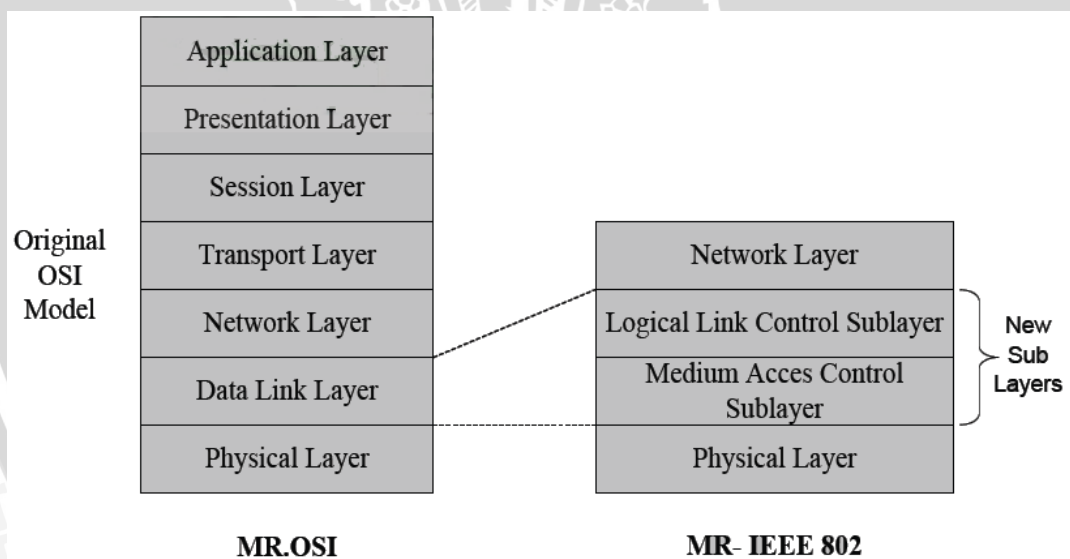 Application Layer
Presentation Layer
Session Layer
Transport Layer
Network Layer
Data Link Layer
Physical Layer
Original
OSI
Model
MR.OSI
Network Layer
Logical Link Control Sublayer
Medium Acces Control
Sublayer
Physical Layer
New
Sub
Layers
MR- IEEE 802